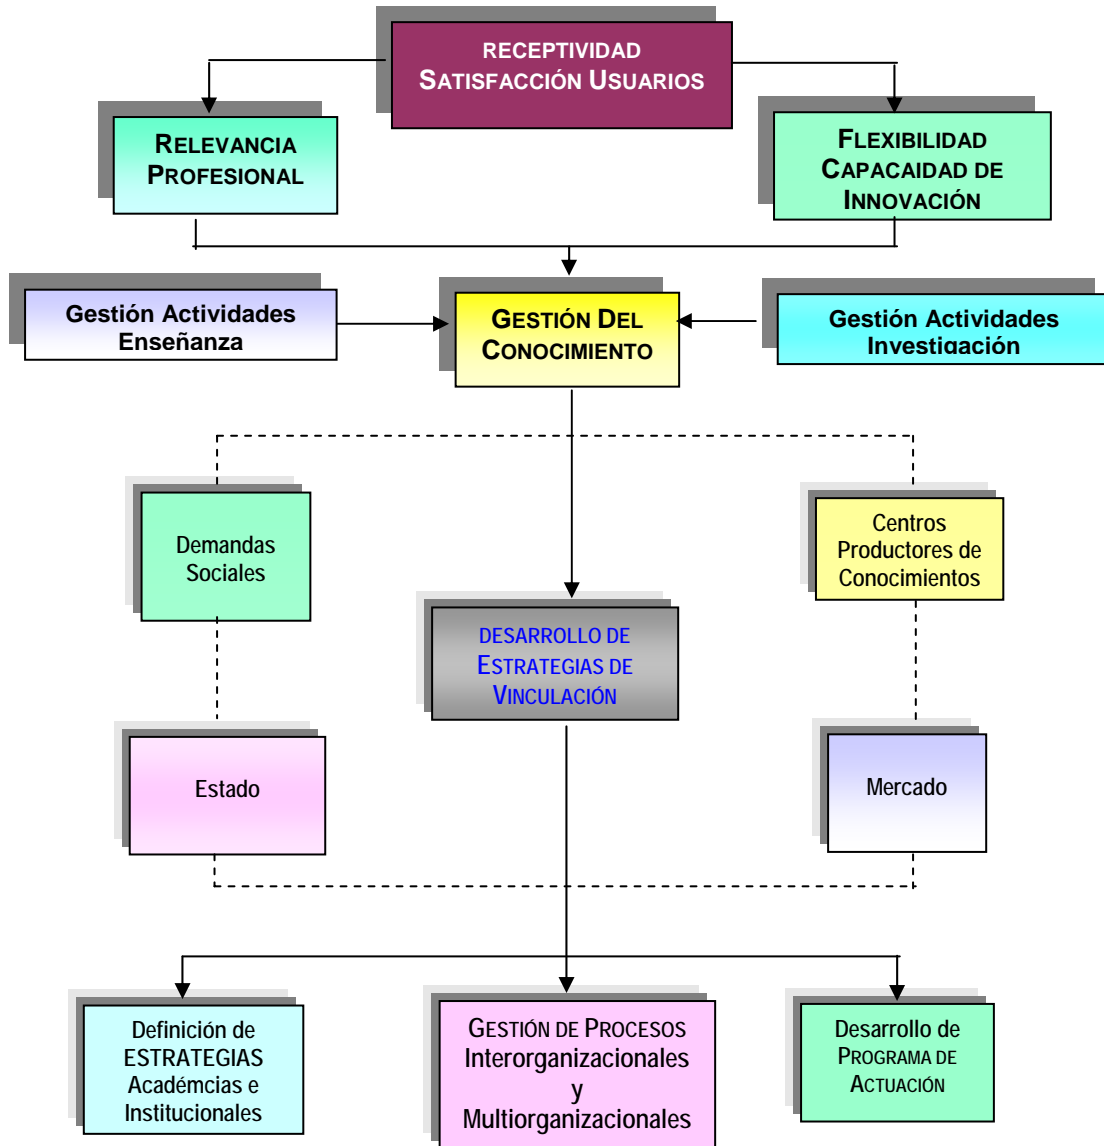 RECEPTIVIDAD
SATISFACCIÓN USUARIOS
RELEVANCIA
PROFESIONAL
FLEXIBILIDAD
CAPACAIDAD DE
INNOVACIÓN
Gestión Actividades
Enseñanza
GESTIÓN DEL
CONOCIMIENTO
Gestión Actividades
Investigación
Demandas
Sociales
Centros
Productores de
Conocimientos
DESARROLLO DE
ESTRATEGIAS DE
VINCULACIÓN
Estado
Mercado
Definición de
ESTRATEGIAS
Académcias e
Institucionales
GESTIÓN DE PROCESOS
Interorganizacionales
y
Multiorganizacionales
Desarrollo de
PROGRAMA DE
ACTUACIÓN